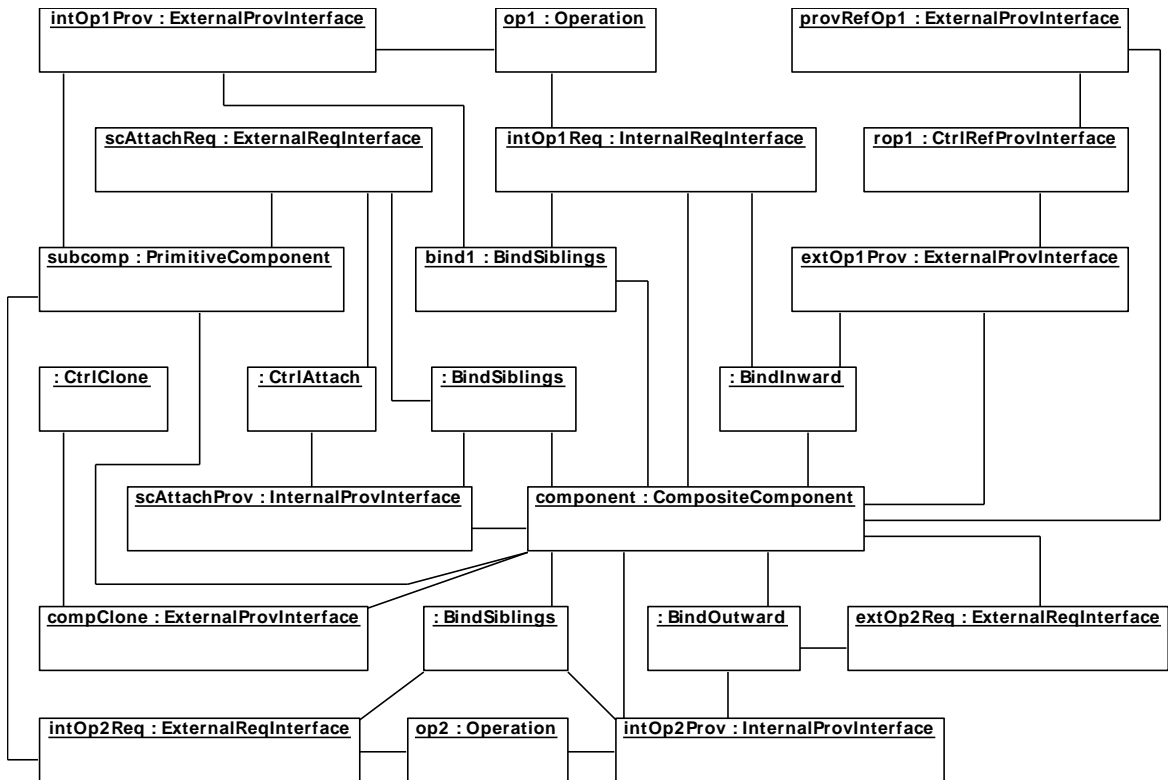 intOp1Prov : ExternalProvInterface
op1 : Operation
provRefOp1 : ExternalProvInterface
scAttachReq : ExternalReqInterface
intOp1Req : InternalReqInterface
rop1 : CtrlRefProvInterface
subcomp : PrimitiveComponent
bind1 : BindSiblings
extOp1Prov : ExternalProvInterface
: CtrlClone
: CtrlAttach
: BindSiblings
: BindInward
scAttachProv : InternalProvInterface
component : CompositeComponent
compClone : ExternalProvInterface
: BindSiblings
: BindOutward
extOp2Req : ExternalReqInterface
intOp2Req : ExternalReqInterface
op2 : Operation
intOp2Prov : InternalProvInterface